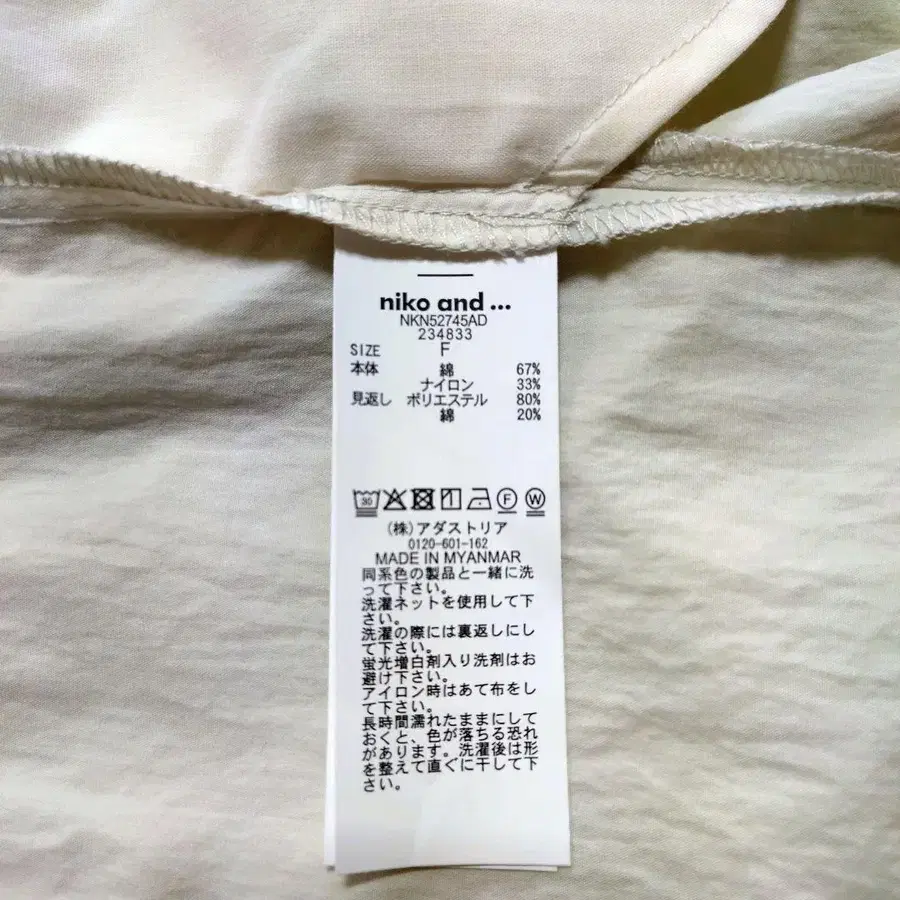 niko and ...
NKN52745AD
234833
SIZE F
本体 綿 67%
ナイロン 33%
見返し ポリエステル 80%
綿 20%
30 F W
(株)アダストリア
0120-601-162
MADE IN MYANMAR
同系色の製品と一緒に洗
って下さい。
洗濯ネットを使用して下
さい。
洗濯の際には裏返しにし
て下さい。
蛍光増白剤入り洗剤はお
避け下さい。
アイロン時はあて布をし
て下さい。
長時間濡れたままにして
おくと、色が落ちる恐れ
があります。洗濯後は形
を整えて直ぐに干して下
さい。